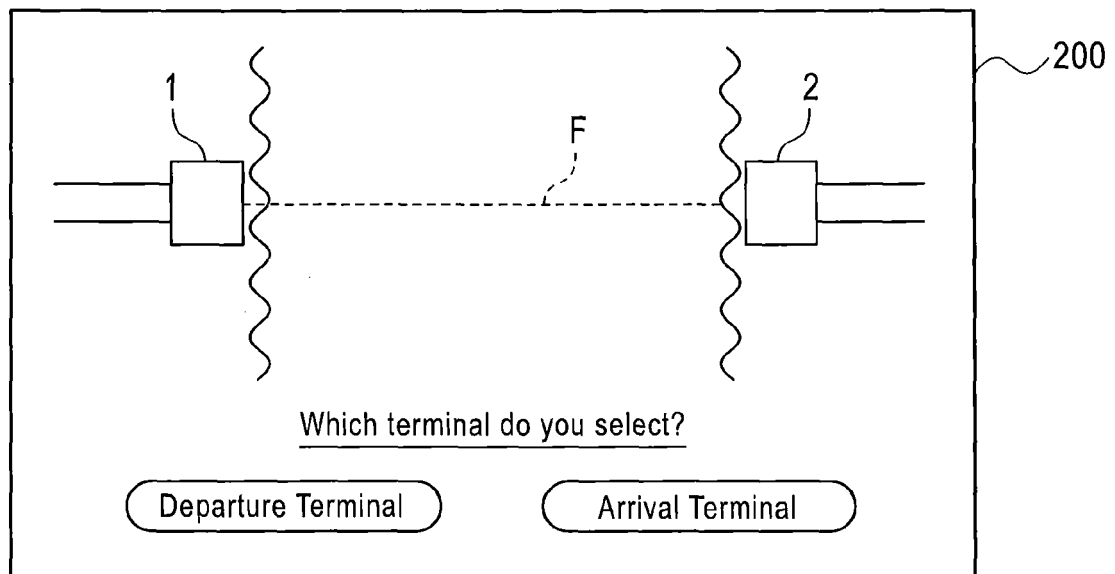 200
1
2
F
Which terminal do you select?
Departure Terminal
Arrival Terminal